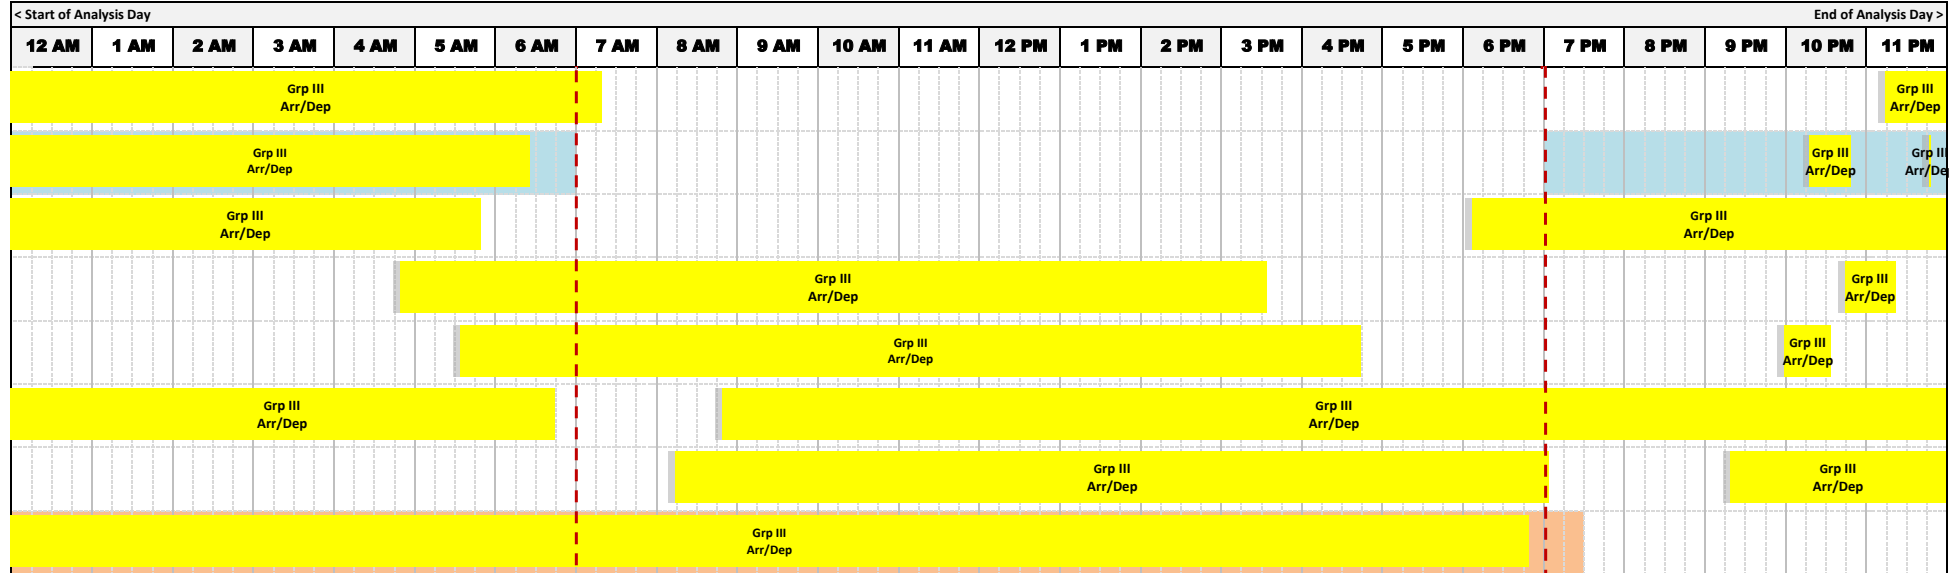 < Start of Analysis Day
End of Analysis Day >
12 AM 1 AM 2 AM 3 AM 4 AM 5 AM 6 AM 7 AM 8 AM 9 AM 10 AM 11 AM 12 PM 1 PM 2 PM 3 PM 4 PM 5 PM 6 PM 7 PM 8 PM 9 PM 10 PM 11 PM
Grp III
Arr/Dep
Grp III
Arr/Dep
Grp III
Arr/Dep
Grp III
Arr/Dep
Grp III
Arr/De
Grp III
Arr/Dep
Grp III
Arr/Dep
Grp III
Arr/Dep
Grp III
Arr/Dep
Grp III
Arr/Dep
Grp III
Arr/Dep
Grp III
Arr/Dep
Grp III
Arr/Dep
Grp III
Arr/Dep
Grp III
Arr/Dep
Grp III
Arr/Dep